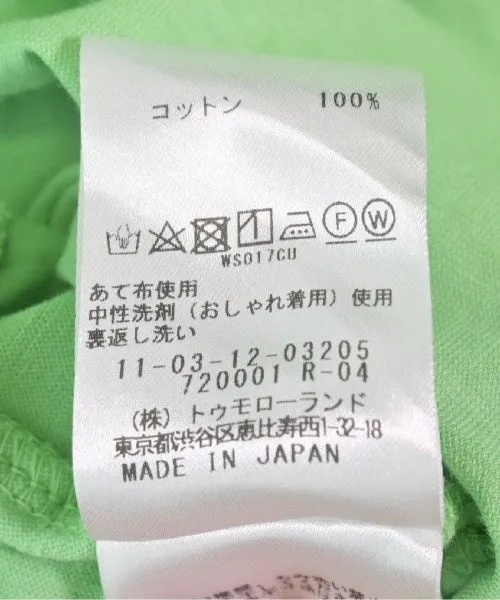 コットン 100%
F W
WS017CU
あて布使用
中性洗剤（おしゃれ着用）使用
裏返し洗い
11-03-12-03205
720001 R-04
（株）トゥモローランド
東京都渋谷区恵比寿西1-32-18
MADE IN JAPAN